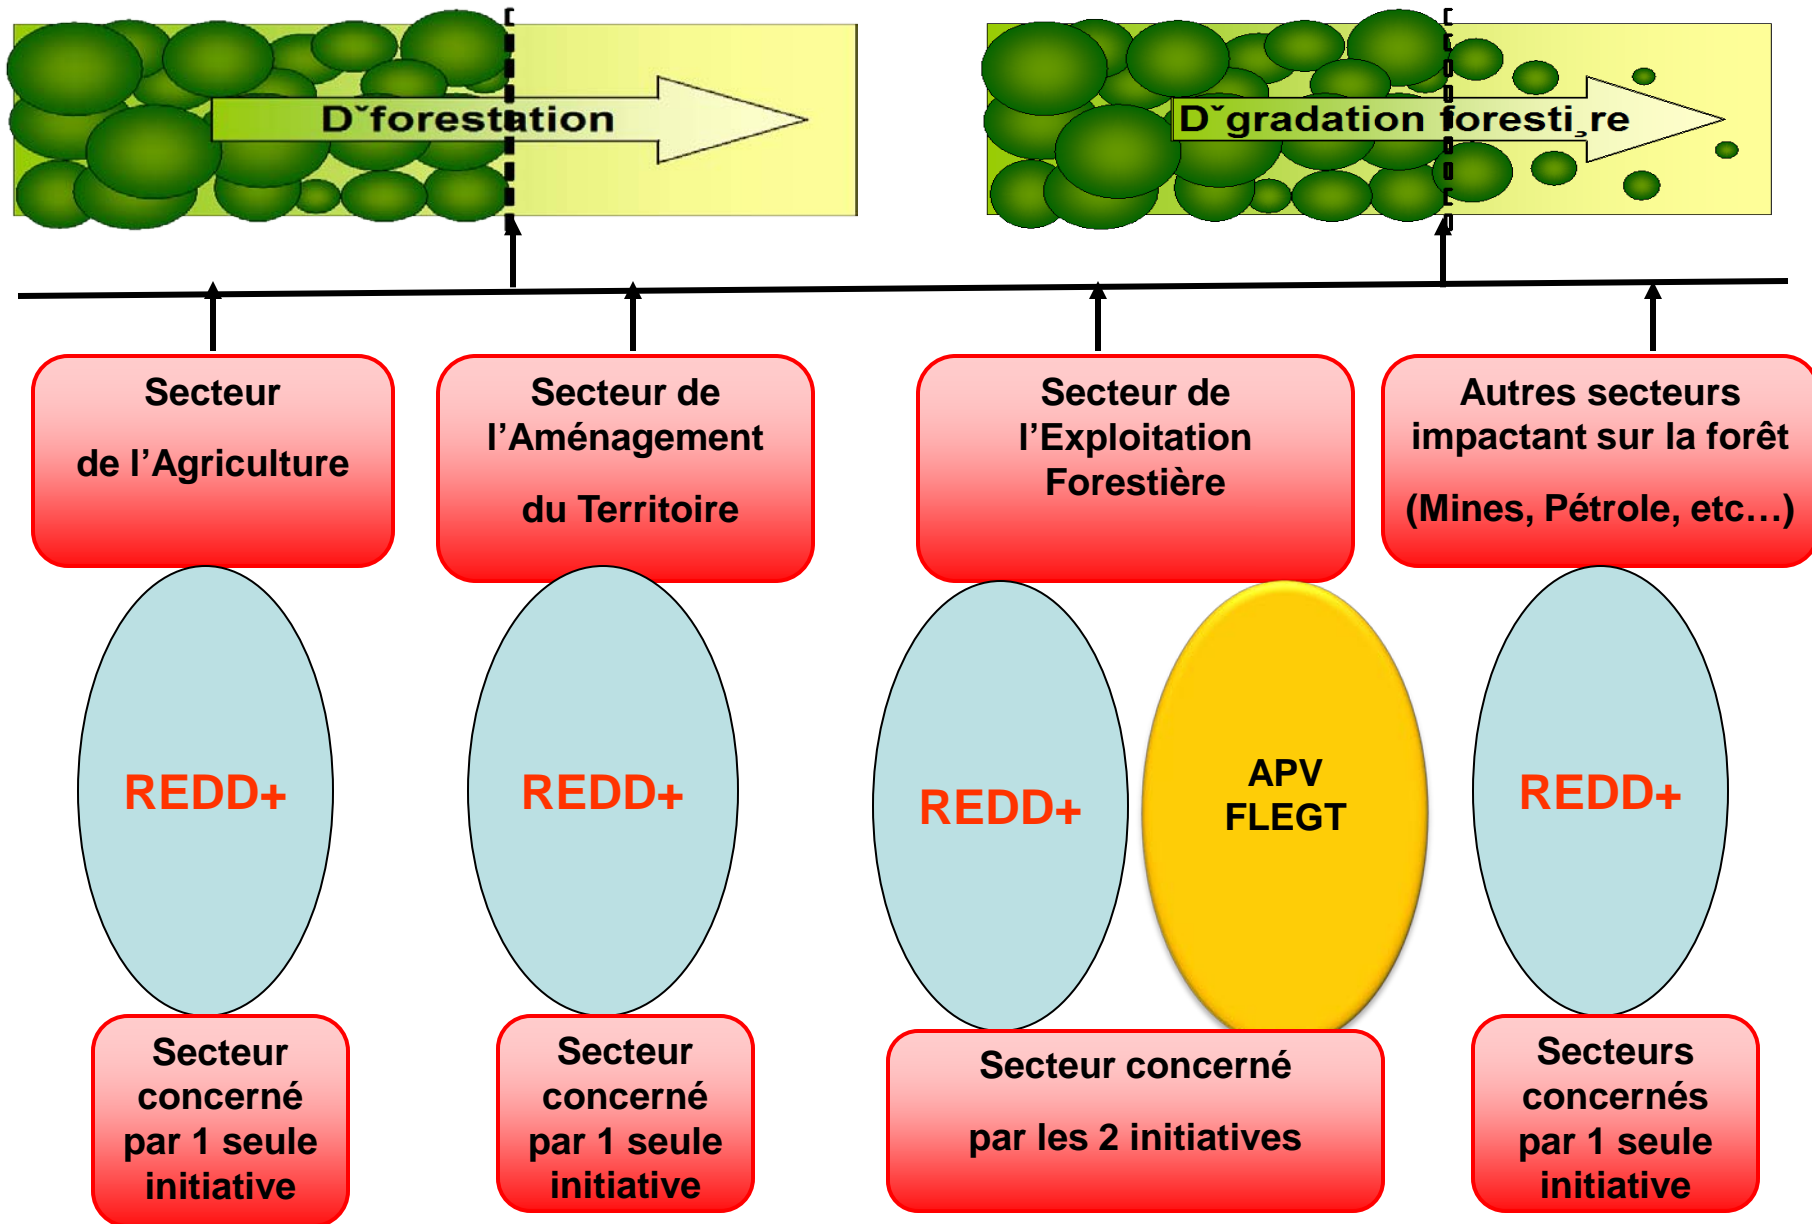 Dˇforestation
Dˇgradation foresti¸re
Secteur
de l’Agriculture
Secteur de
l’Aménagement
du Territoire
Secteur de
l’Exploitation
Forestière
Autres secteurs
impactant sur la forêt
(Mines, Pétrole, etc…)
REDD+
REDD+
REDD+
APV
FLEGT
REDD+
Secteur
concerné
par 1 seule
initiative
Secteur
concerné
par 1 seule
initiative
Secteur concerné
par les 2 initiatives
Secteurs
concernés
par 1 seule
initiative